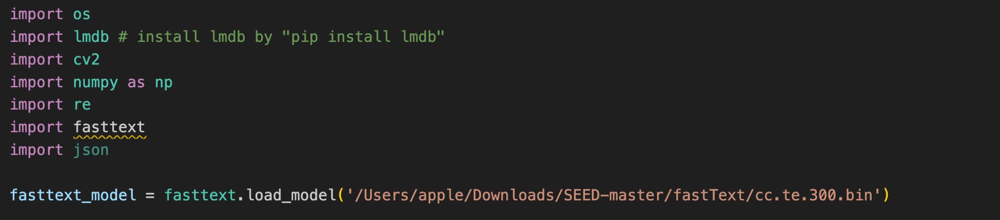 import os
import lmdb # install lmdb by "pip install lmdb"
import cv2
import numpy as np
import re
import fasttext
import json
fasttext_model = fasttext.load_model('/Users/apple/Downloads/SEED-master/fastText/cc.te.300.bin')